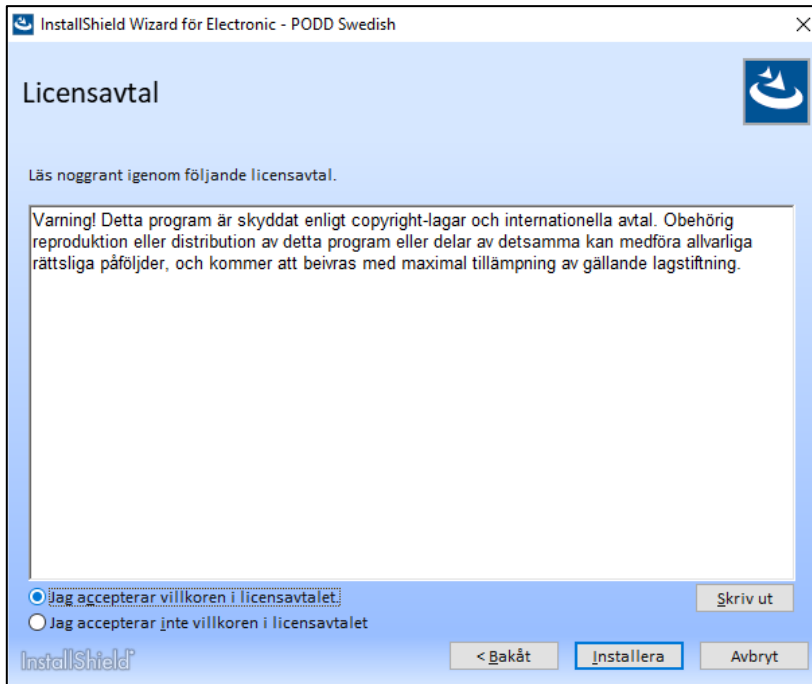 InstallShield Wizard för Electronic - PODD Swedish
Licensavtal
Läs noggrant igenom följande licensavtal.
Varning! Detta program är skyddat enligt copyright-lagar och internationella avtal. Obehörig
reproduktion eller distribution av detta program eller delar av detsamma kan medföra allvarliga
rättsliga påföljder, och kommer att beivras med maximal tillämpning av gällande lagstiftning.
Jag accepterar villkoren i licensavtalet.
Skriv ut
Jag accepterar inte villkoren i licensavtalet
InstallShield
< Bakåt
Installera
Avbryt